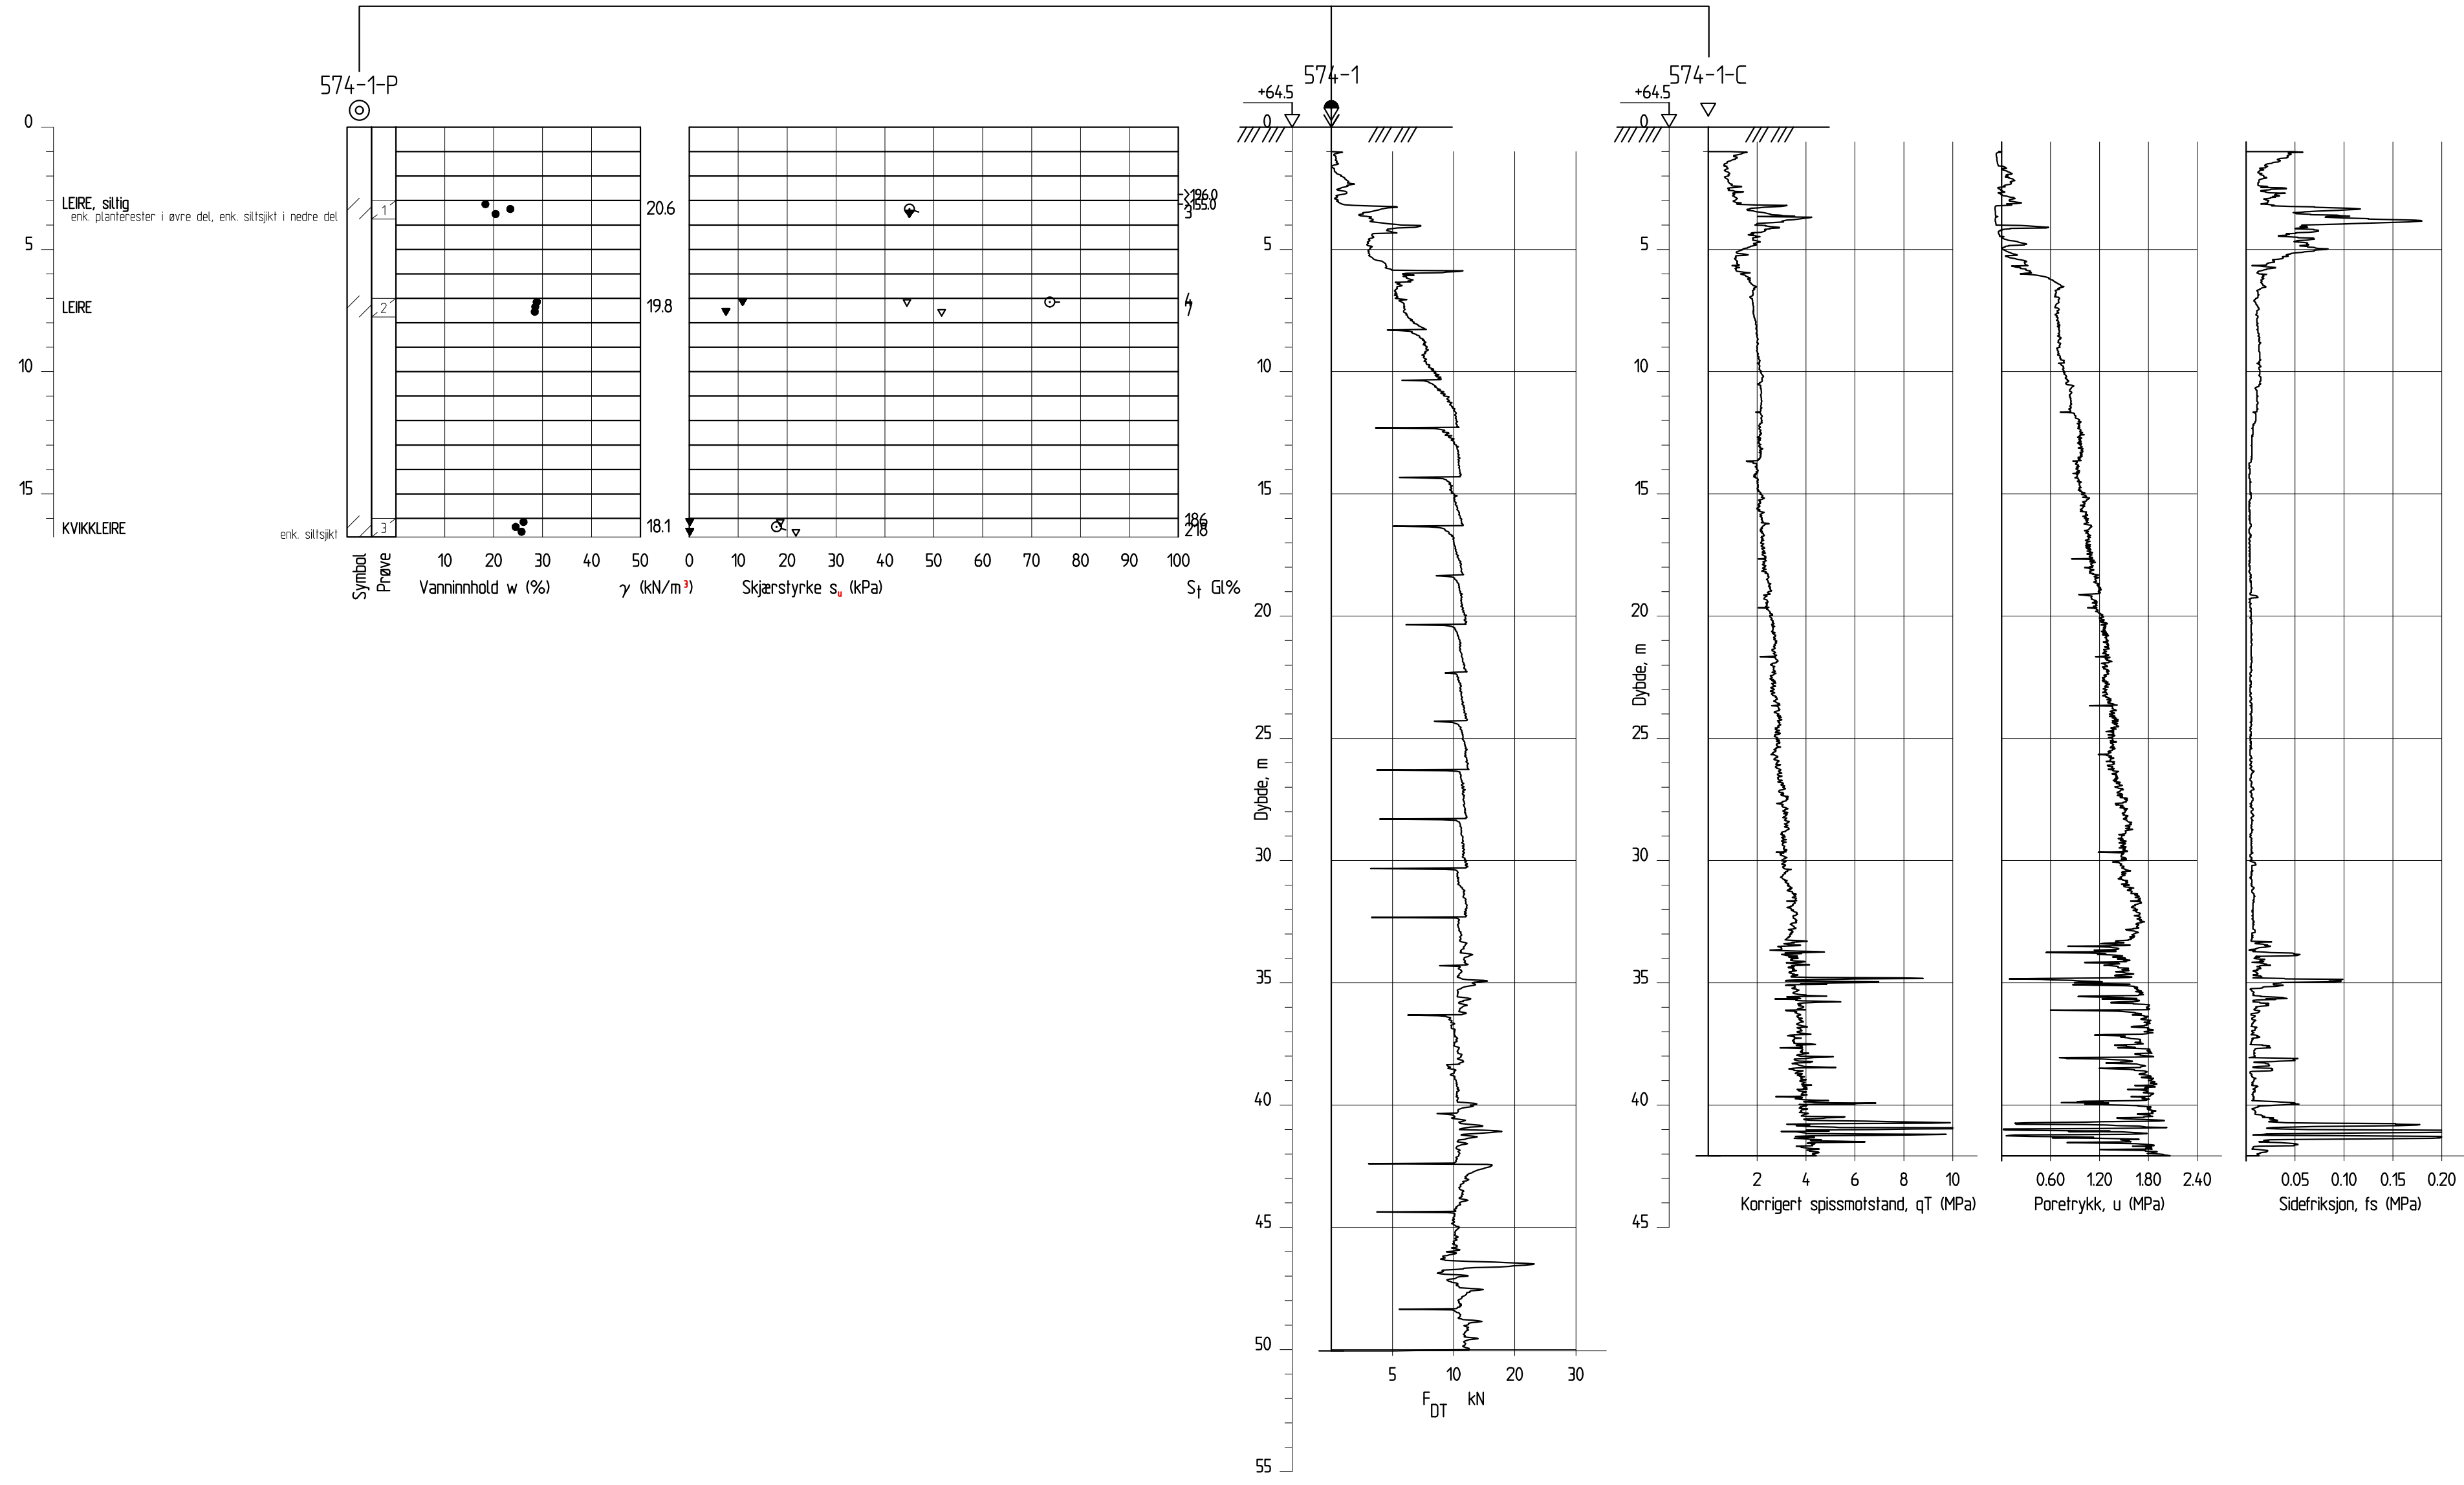 574-1-P
574-1
574-1-C
+64.5
+64.5
0
0
0
LEIRE, siltig
enk. planterester i øvre del, enk. siltsjikt i nedre del
1
20.6
>196.0
>155.0
3
5
5
5
LEIRE
2
19.8
4
7
10
10
10
15
15
15
KVIKKLEIRE
enk. siltsjikt
3
18.1
186
218
10 20 30 40 50
0 10 20 30 40 50 60 70 80 90 100
Symbol
Prøve
Vanninnhold w (%)
γ (kN/m³)
Skjærstyrke su (kPa)
St Gl%
20
20
Dybde, m
25
25
Dybde, m
30
30
35
35
40
40
45
45
2 4 6 8 10
0.60 1.20 1.80 2.40
0.05 0.10 0.15 0.20
Korrigert spissmotstand, qT (MPa)
Poretrykk, u (MPa)
Sidefriksjon, fs (MPa)
50
5 10 20 30
FDT kN
55